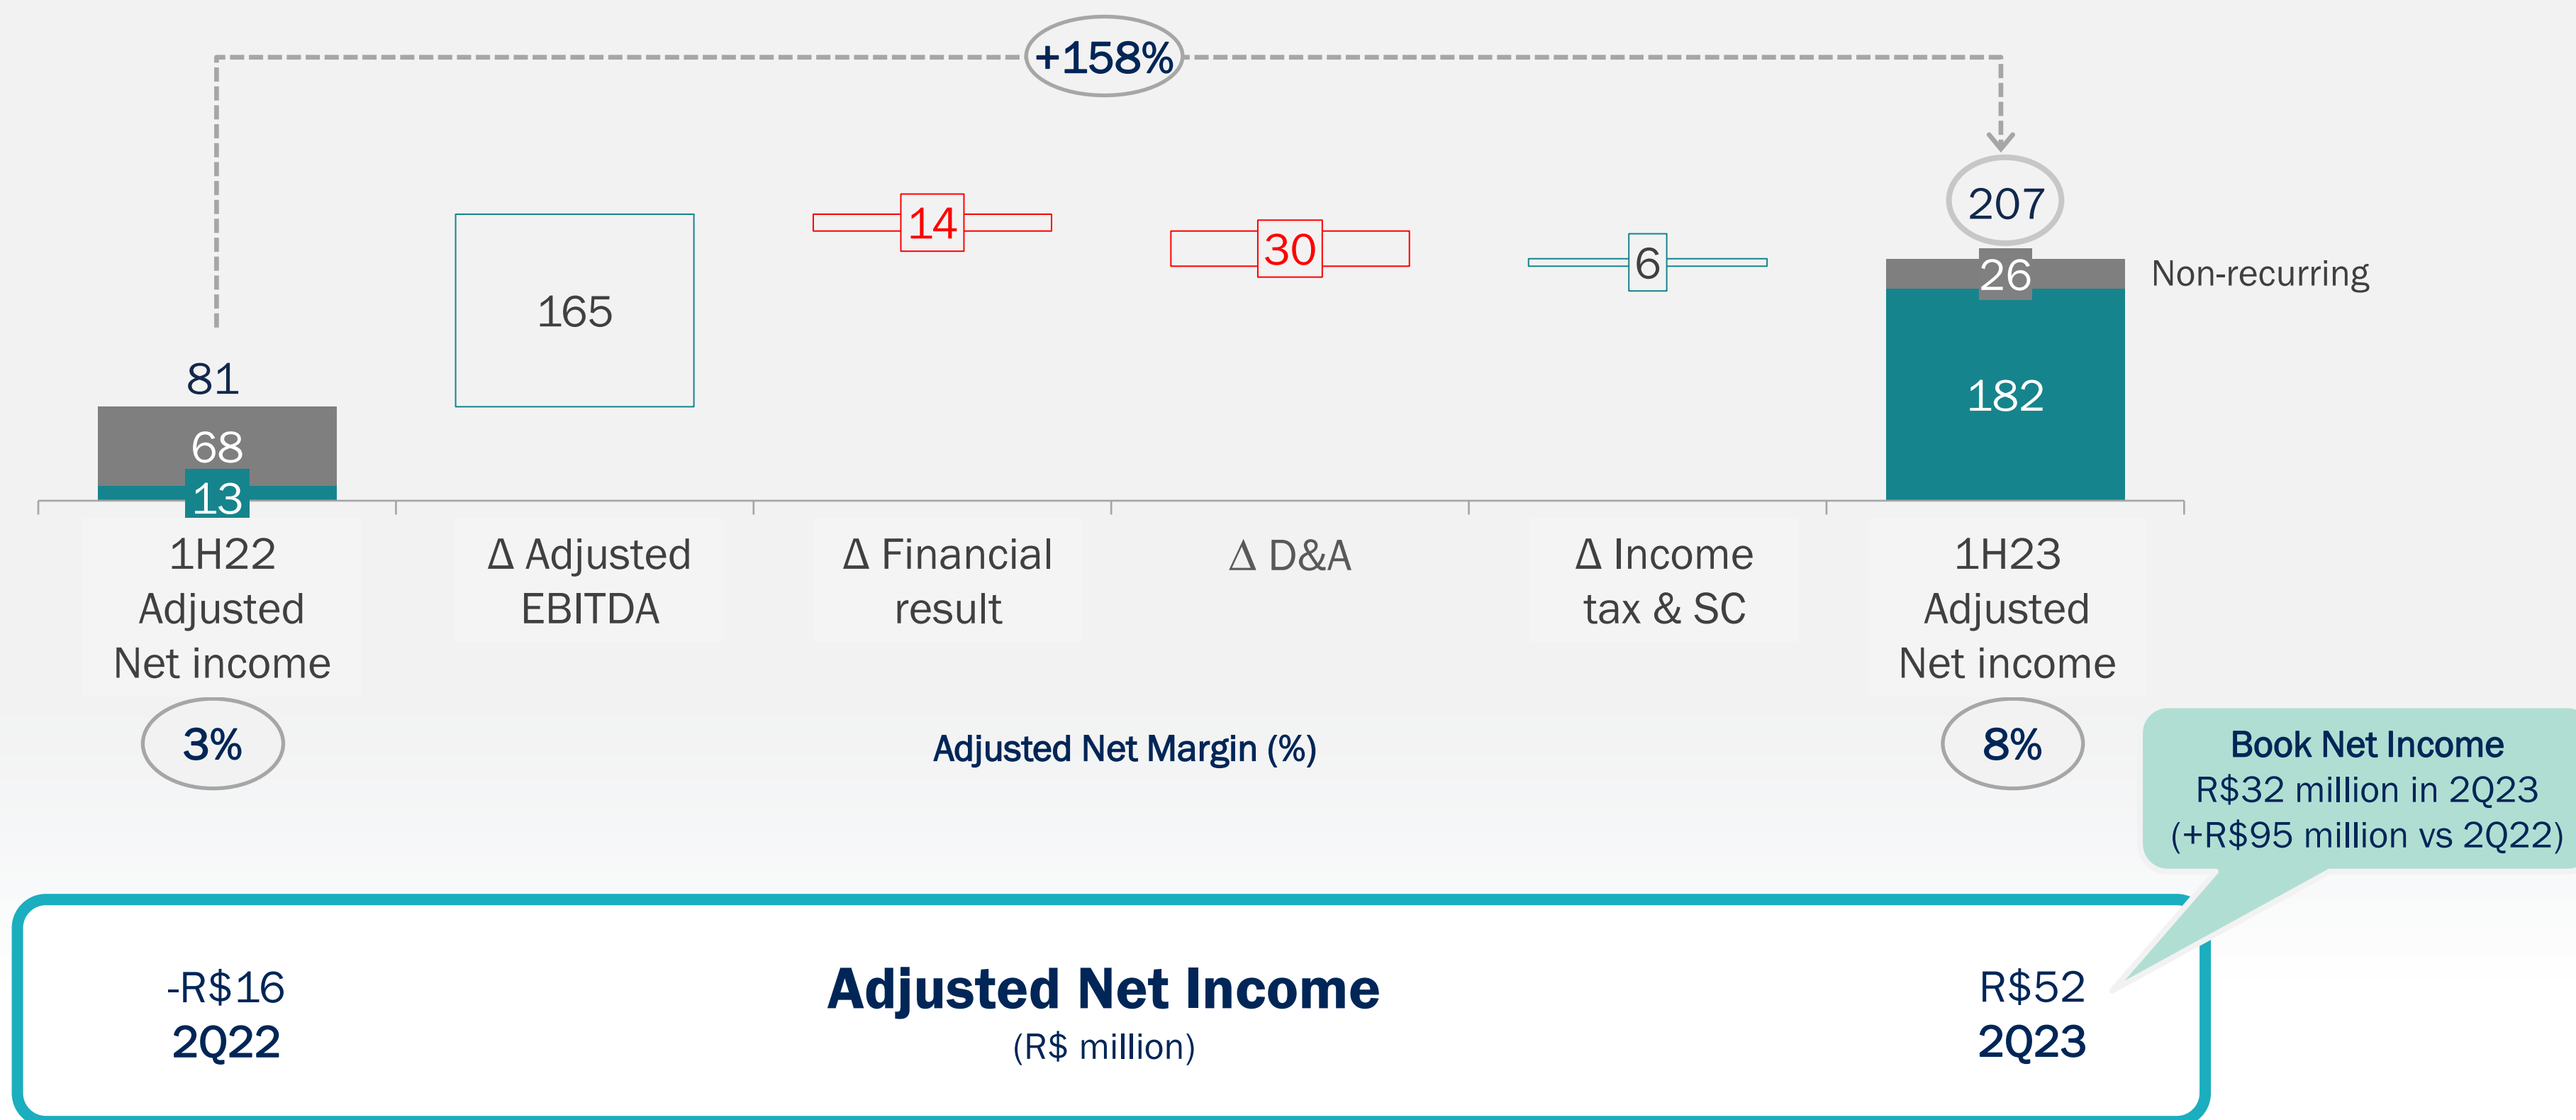 +158%
207
14
30
6
26
Non-recurring
165
81
68
13
182
1H22
Adjusted
Net income
Δ Adjusted
EBITDA
Δ Financial
result
Δ D&A
Δ Income
tax & SC
1H23
Adjusted
Net income
3%
Adjusted Net Margin (%)
8%
Book Net Income
R$32 million in 2Q23
(+R$95 million vs 2Q22)
-R$16
2Q22
Adjusted Net Income
(R$ million)
R$52
2Q23